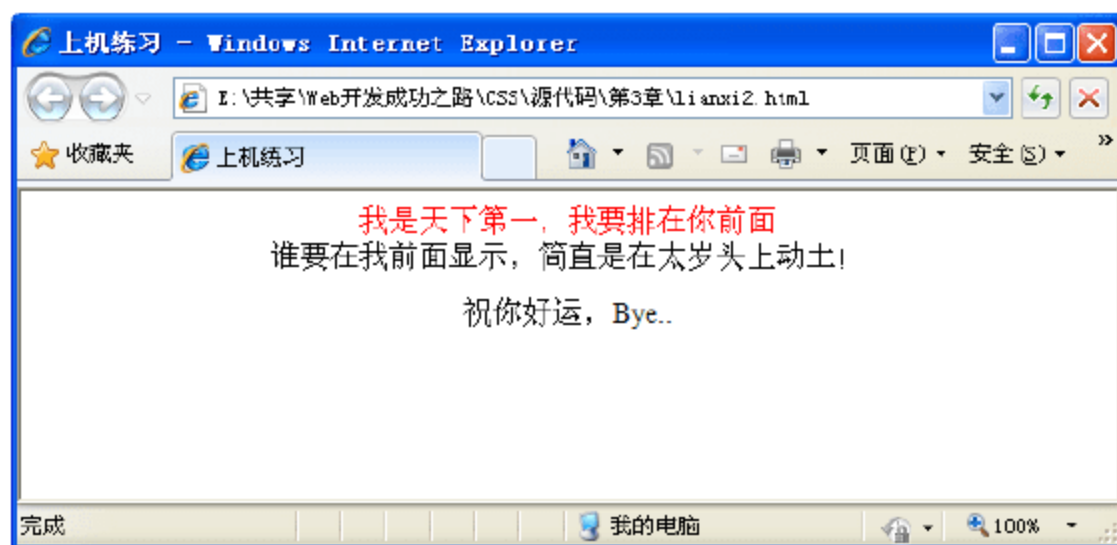 上机练习 - Windows Internet Explorer
E:\共享\Web开发成功之路\CSS\源代码\第3章\lianxi2.html
收藏夹 上机练习 页面(P) 安全(S) »
我是天下第一，我要排在你前面
谁要在我前面显示，简直是在太岁头上动土!
祝你好运，Bye..
完成 我的电脑 100%